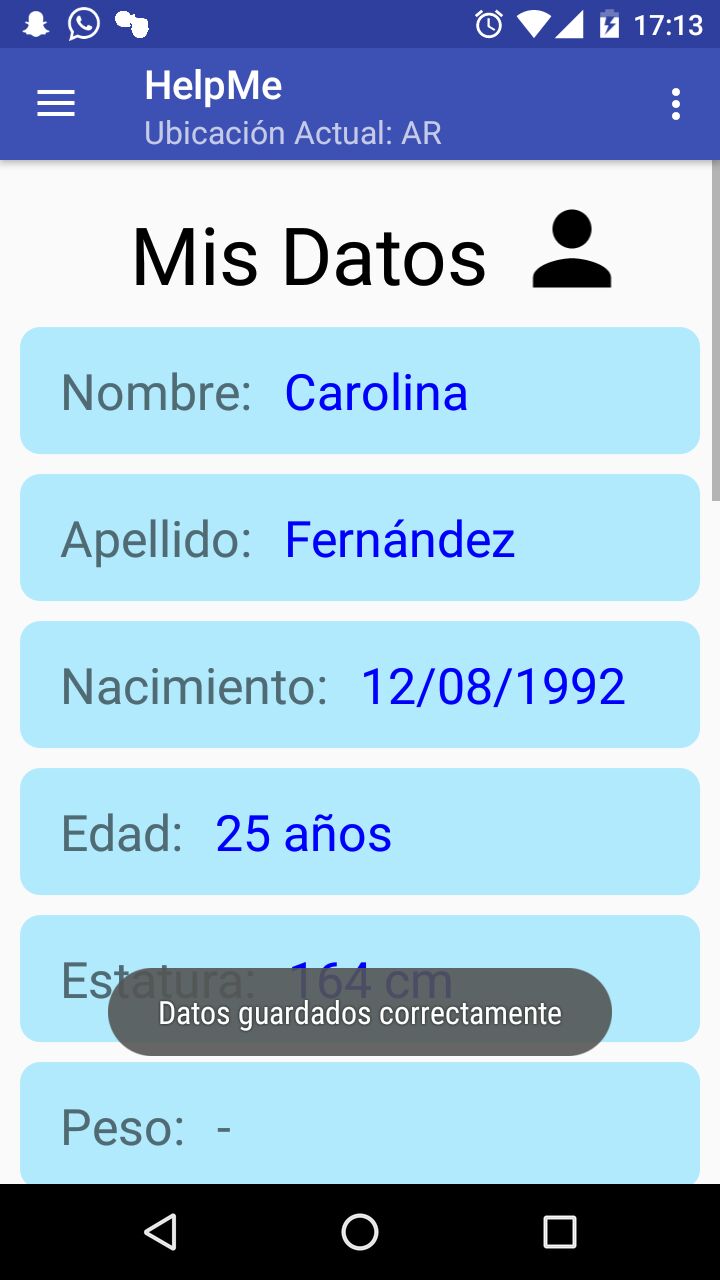 17:13
HelpMe
Ubicación Actual: AR
Mis Datos
Nombre: Carolina
Apellido: Fernández
Nacimiento: 12/08/1992
Edad: 25 años
Estatura: 164 cm
Datos guardados correctamente
Peso: -